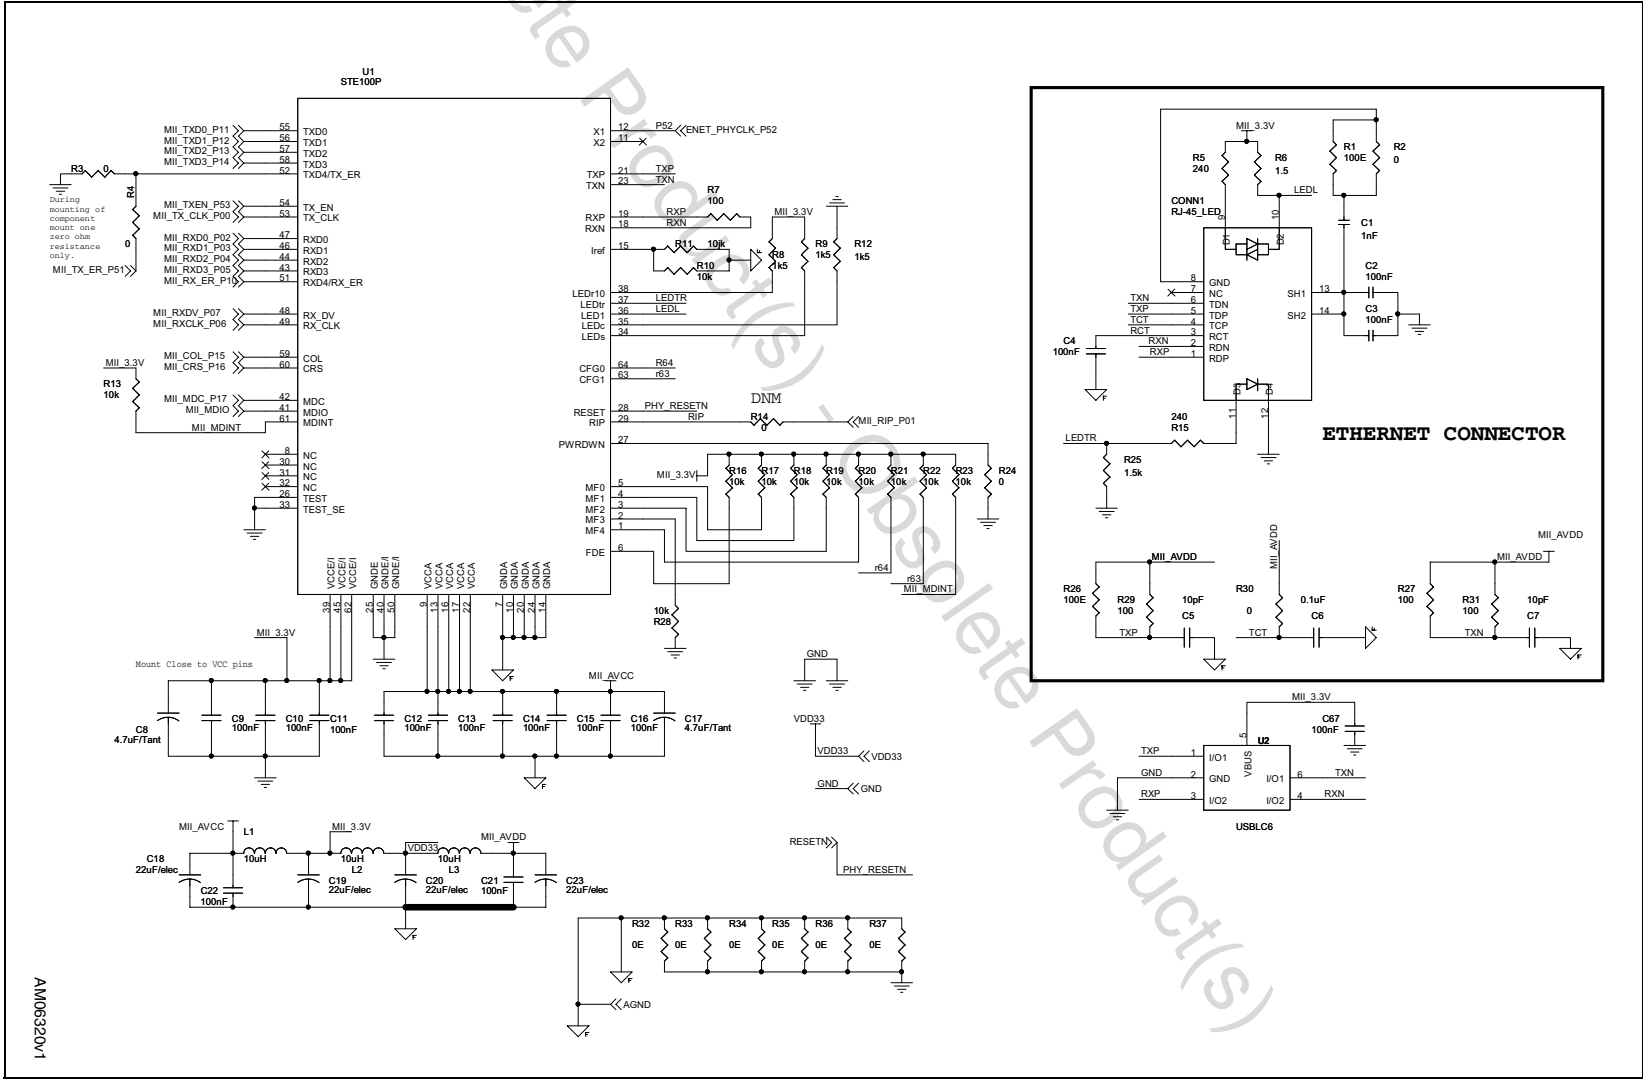 U1
STE100P
MII_TXD0_P11 55 TXD0
MII_TXD1_P12 56 TXD1
MII_TXD2_P13 57 TXD2
MII_TXD3_P14 58 TXD3
R3 0 52 TXD4/TX_ER
R4
0
During
mounting of
component
mount one
zero ohm
resistance
only.
MII_TX_ER_P51
MII_TXEN_P53 54 TX_EN
MII_TX_CLK_P00 53 TX_CLK
MII_RXD0_P02 47 RXD0
MII_RXD1_P03 46 RXD1
MII_RXD2_P04 44 RXD2
MII_RXD3_P05 43 RXD3
MII_RX_ER_P10 51 RXD4/RX_ER
MII_RXDV_P07 48 RX_DV
MII_RXCLK_P06 49 RX_CLK
MII_COL_P15 59 COL
MII_CRS_P16 60 CRS
MII_3.3V
R13
10k
MII_MDC_P17 42 MDC
MII_MDIO 41 MDIO
MII_MDINT 61 MDINT
8 NC
30 NC
31 NC
32 NC
26 TEST
33 TEST_SE
X1 12 P52 ENET_PHYCLK_P52
X2 11
TXP 21 TXP
TXN 23 TXN
R7
100
RXP 19 RXP
RXN 18 RXN
Iref 15 R11 10jk
R10
10k
F
MII_3.3V
R8
1k5
R9
1k5
R12
1k5
LEDr10 38
LEDtr 37 LEDTR
LED1 36 LEDL
LEDc 35
LEDs 34
CFG0 64 R64
CFG1 63 r63
DNM
RESET 28 PHY_RESETN
RIP 29 RIP R14 0 MII_RIP_P01
PWRDWN 27
MII_3.3V
R16 R17 R18 R19 R20 R21 R22 R23 R24
10k 10k 10k 10k 10k 10k 10k 10k 0
MF0 5
MF1 4
MF2 3
MF3 2
MF4 1
FDE 6
r64
r63
MII_MDINT
10k
R28
VCCE/I VCCE/I VCCE/I GNDE GNDE/I GNDE/I VCCA VCCA VCCA VCCA VCCA GNDA GNDA GNDA GNDA GNDA
39 45 62 25 40 50 9 13 16 17 22 7 10 20 24 14
MII_3.3V
Mount Close to VCC pins
C8
4.7uF/Tant
C9
100nF
C10
100nF
C11
100nF
F
MII_AVCC
C12
100nF
C13
100nF
C14
100nF
C15
100nF
C16
100nF
C17
4.7uF/Tant
F
GND
VDD33
VDD33 VDD33
GND GND
RESETN
PHY_RESETN
MII_AVCC L1 MII_3.3V VDD33 MII_AVDD
10uH
10uH
L2
10uH
L3
C18
22uF/elec
C22
100nF
C19
22uF/elec
C20
22uF/elec
C21
100nF
C23
22uF/elec
F
R32 R33 R34 R35 R36 R37
0E 0E 0E 0E 0E 0E
F
AGND
F
MII_3.3V
R5
240
R6
1.5
R1
100E
R2
0
LEDL
CONN1
RJ-45_LED
9 10
D1 D2
C1
1nF
8 GND
7 NC
TXN 6 TDN
TXP 5 TDP
TCT 4 TCP
RCT 3 RCT
RXN 2 RDN
RXP 1 RDP
SH1 13
SH2 14
C2
100nF
C3
100nF
C4
100nF
F
D3 D4
11 12
240
R15
LEDTR
R25
1.5k
ETHERNET CONNECTOR
MII_AVDD
R26
100E
R29
100
10pF
C5
TXP
F
MII_AVDD
R30
0
0.1uF
C6
TCT
F
MII_AVDD
MII_AVDD
R27
100
R31
100
10pF
C7
TXN
F
MII_3.3V
C67
100nF
5 U2
VBUS
TXP 1 I/O1
GND 2 GND
RXP 3 I/O2
I/O1 6 TXN
I/O2 4 RXN
USBLC6
AM06320v1
ete Product(s) - Obsolete Product(s)